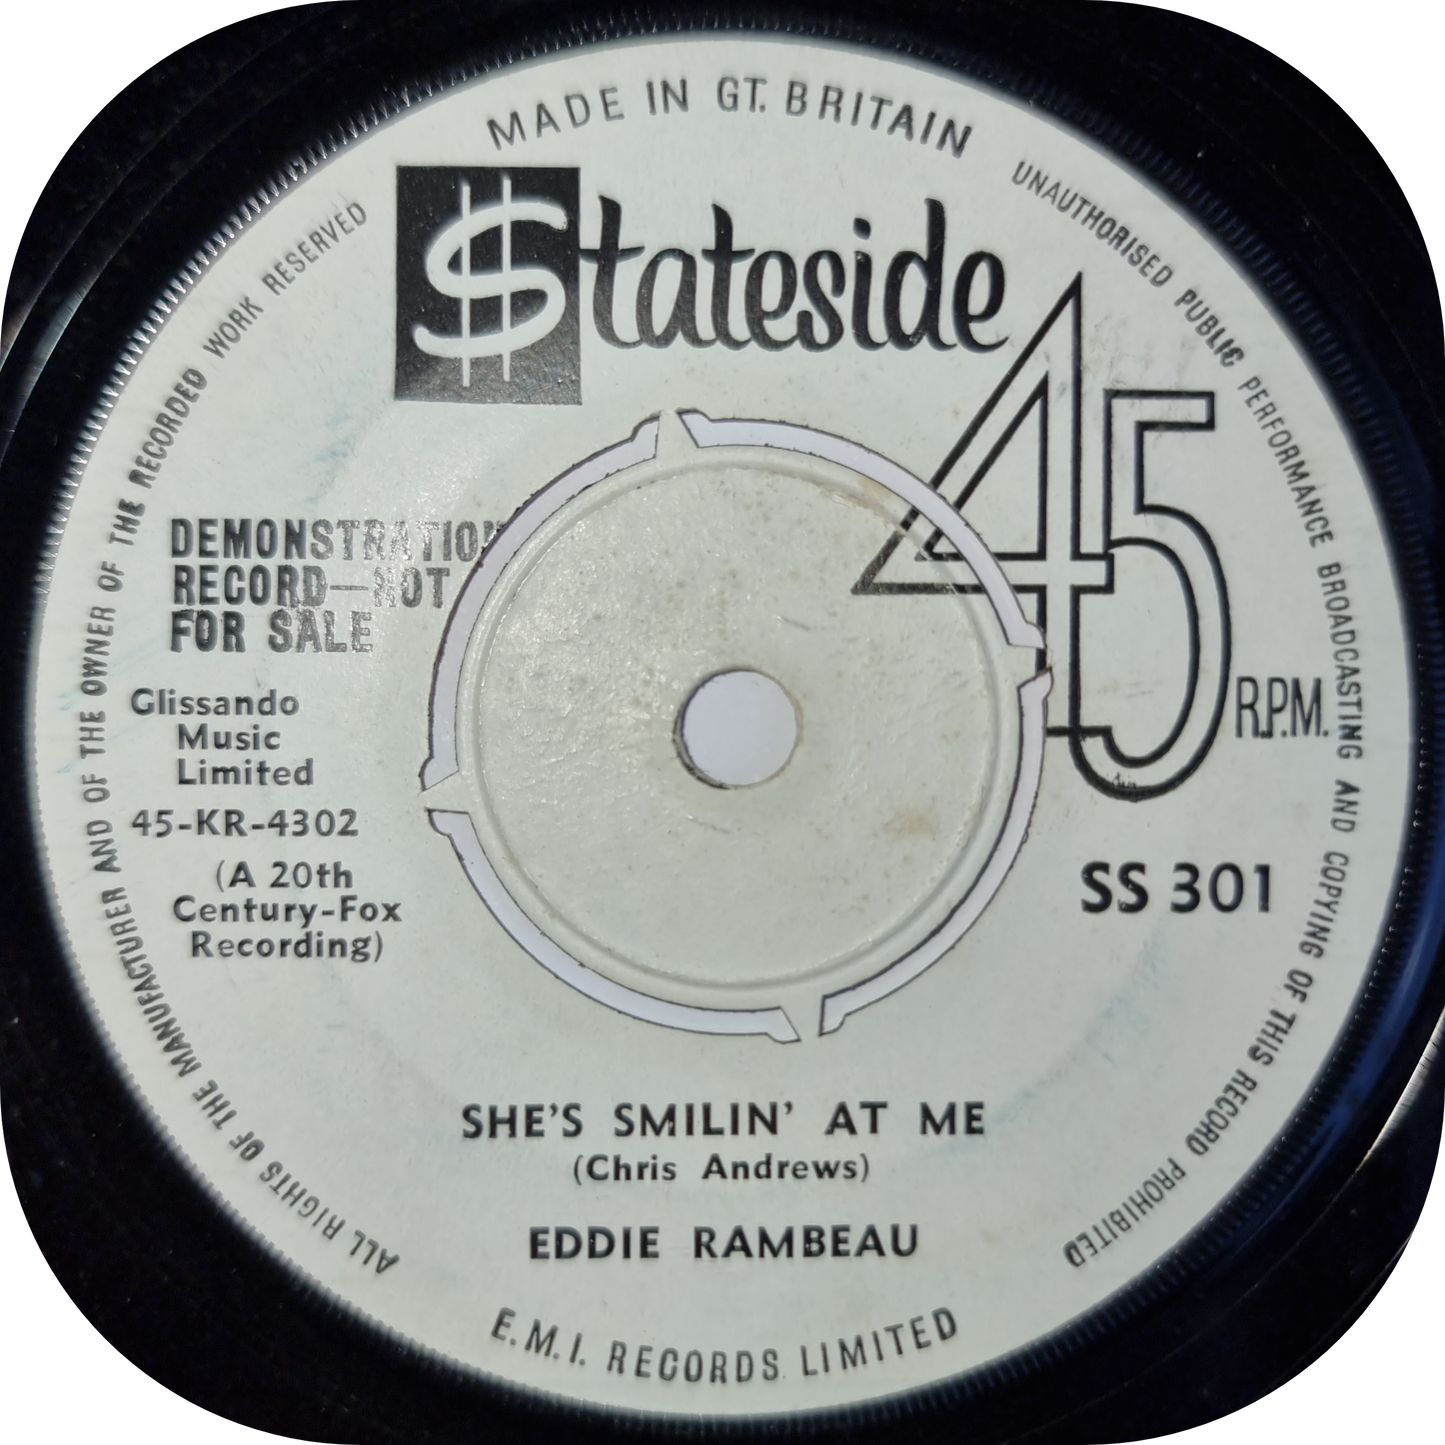 MADE IN GT. BRITAIN
UNAUTHORISED PUBLIC PERFORMANCE BROADCASTING AND COPYING OF THIS RECORD PROHIBITED
ALL RIGHTS OF THE MANUFACTURER AND OF THE OWNER OF THE RECORDED WORK RESERVED
$tateside
45 R.P.M.
DEMONSTRATION
RECORD—NOT
FOR SALE
Glissando
Music
Limited
45-KR-4302
(A 20th
Century-Fox
Recording)
SS 301
SHE'S SMILIN' AT ME
(Chris Andrews)
EDDIE RAMBEAU
E.M.I. RECORDS LIMITED